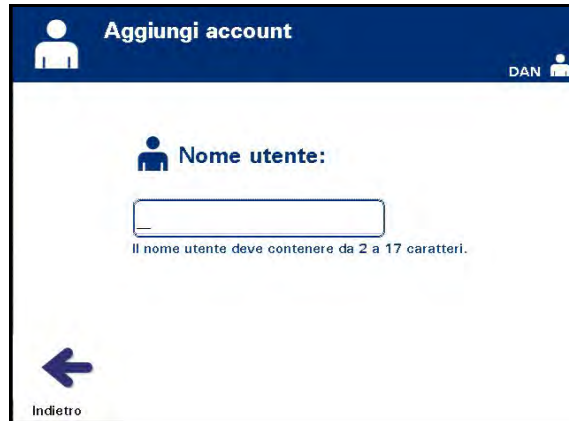 Aggiungi account
DAN
Nome utente:
Il nome utente deve contenere da 2 a 17 caratteri.
Indietro